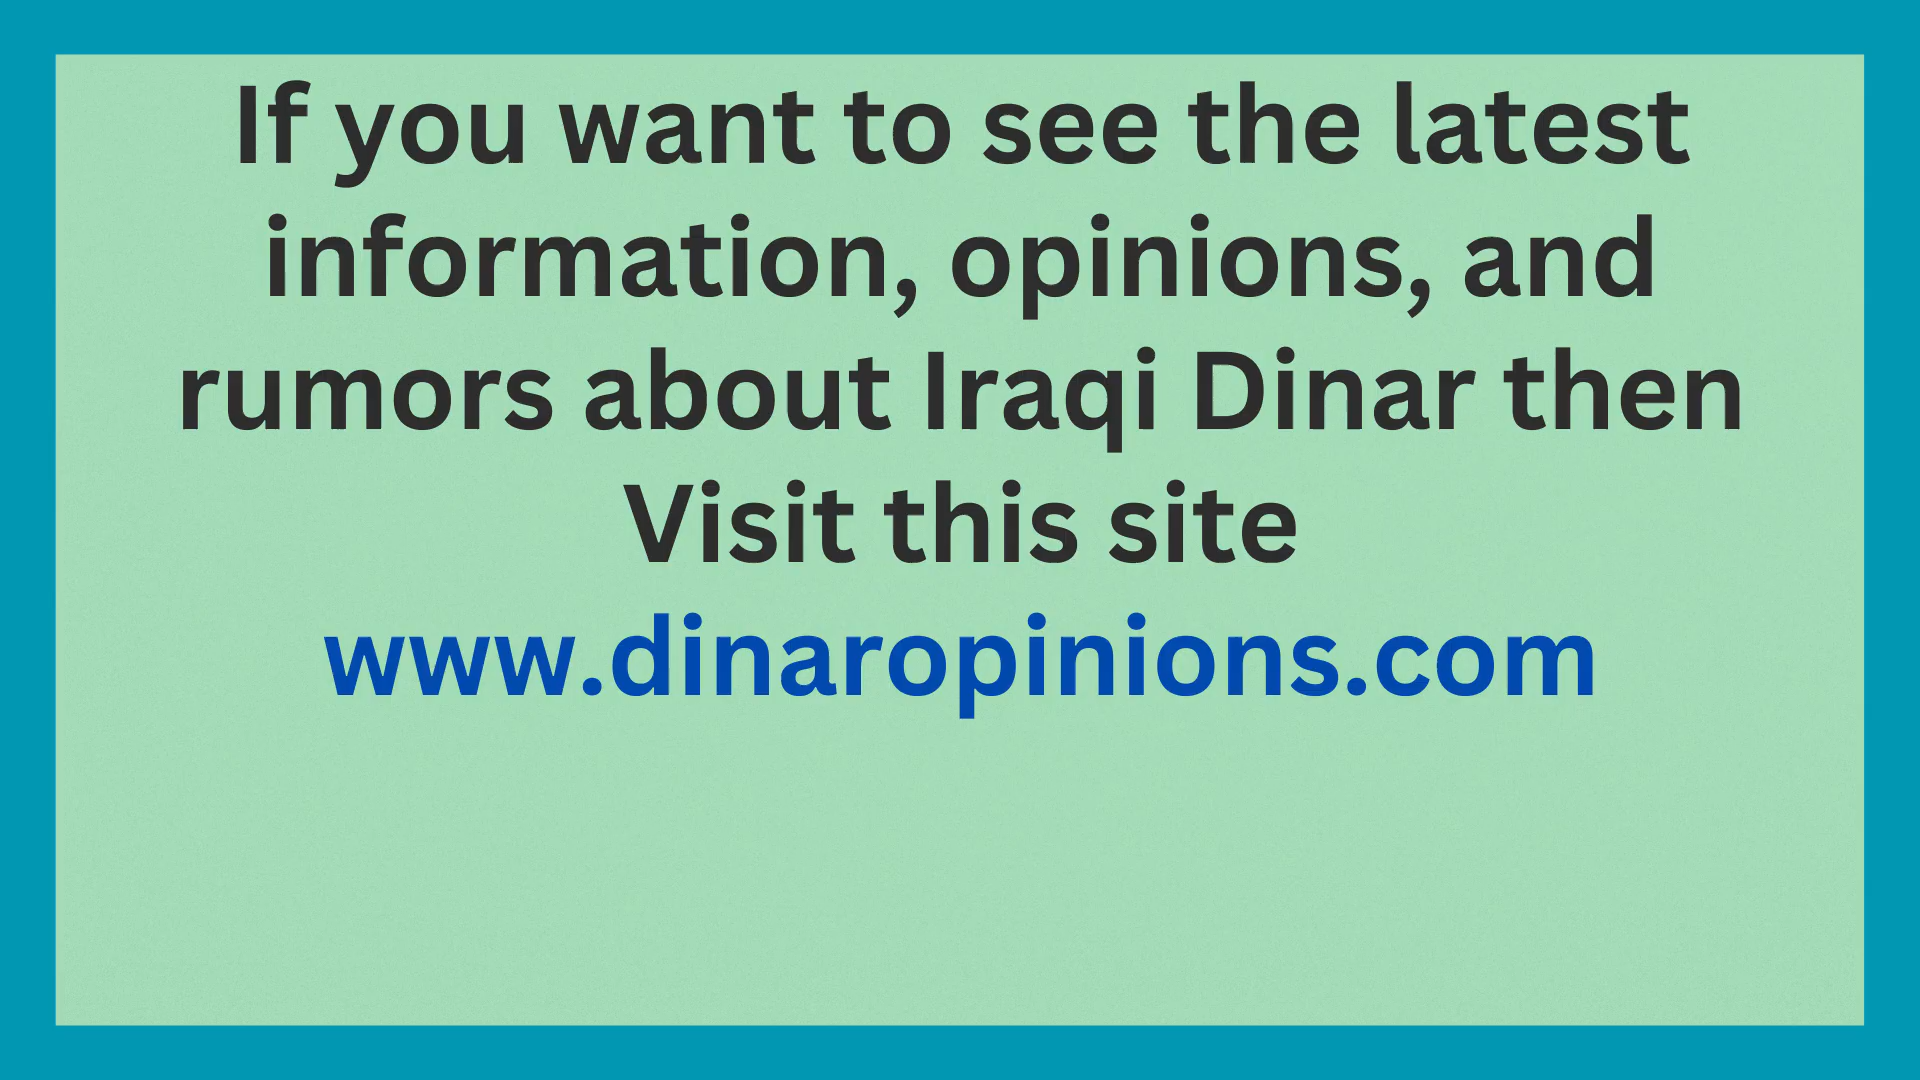 If you want to see the latest
information, opinions, and
rumors about Iraqi Dinar then
Visit this site
www.dinaropinions.com